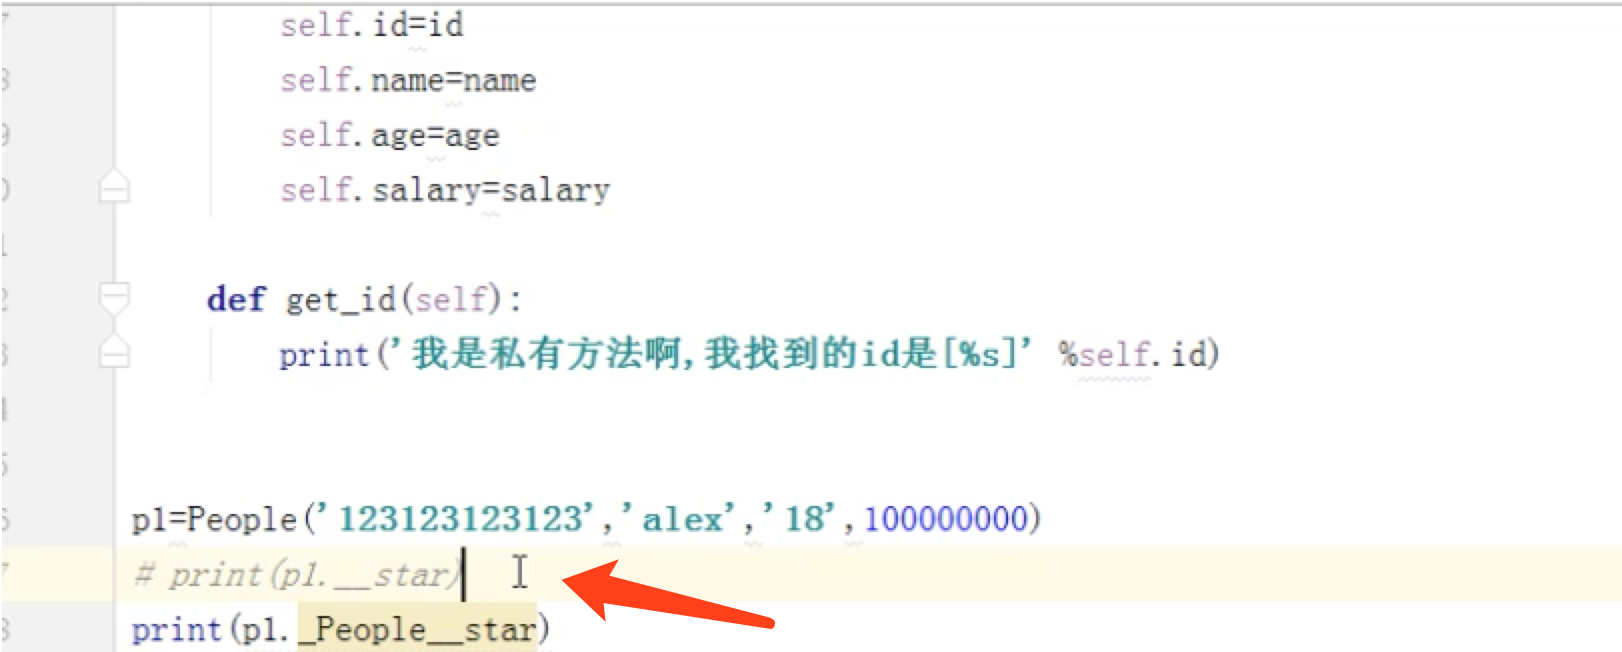 self.id=id
self.name=name
self.age=age
self.salary=salary
def get_id(self):
print('我是私有方法啊,我找到的id是[%s]' %self.id)
p1=People('123123123123','alex','18',100000000)
# print(p1.__star)
print(p1._People__star)